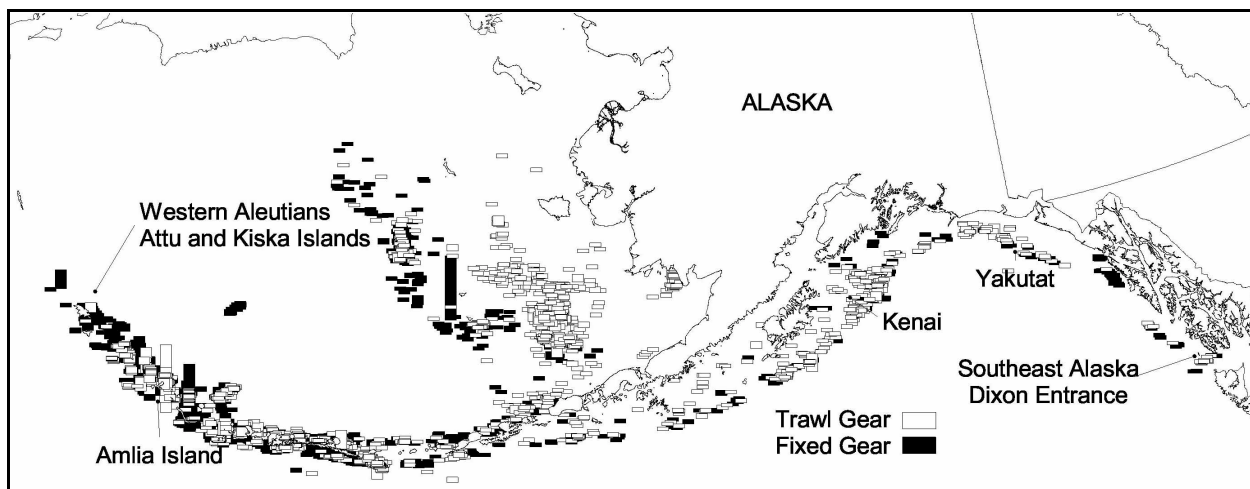 ALASKA
Western Aleutians
Attu and Kiska Islands
Yakutat
Kenai
Southeast Alaska
Dixon Entrance
Trawl Gear
Fixed Gear
Amlia Island